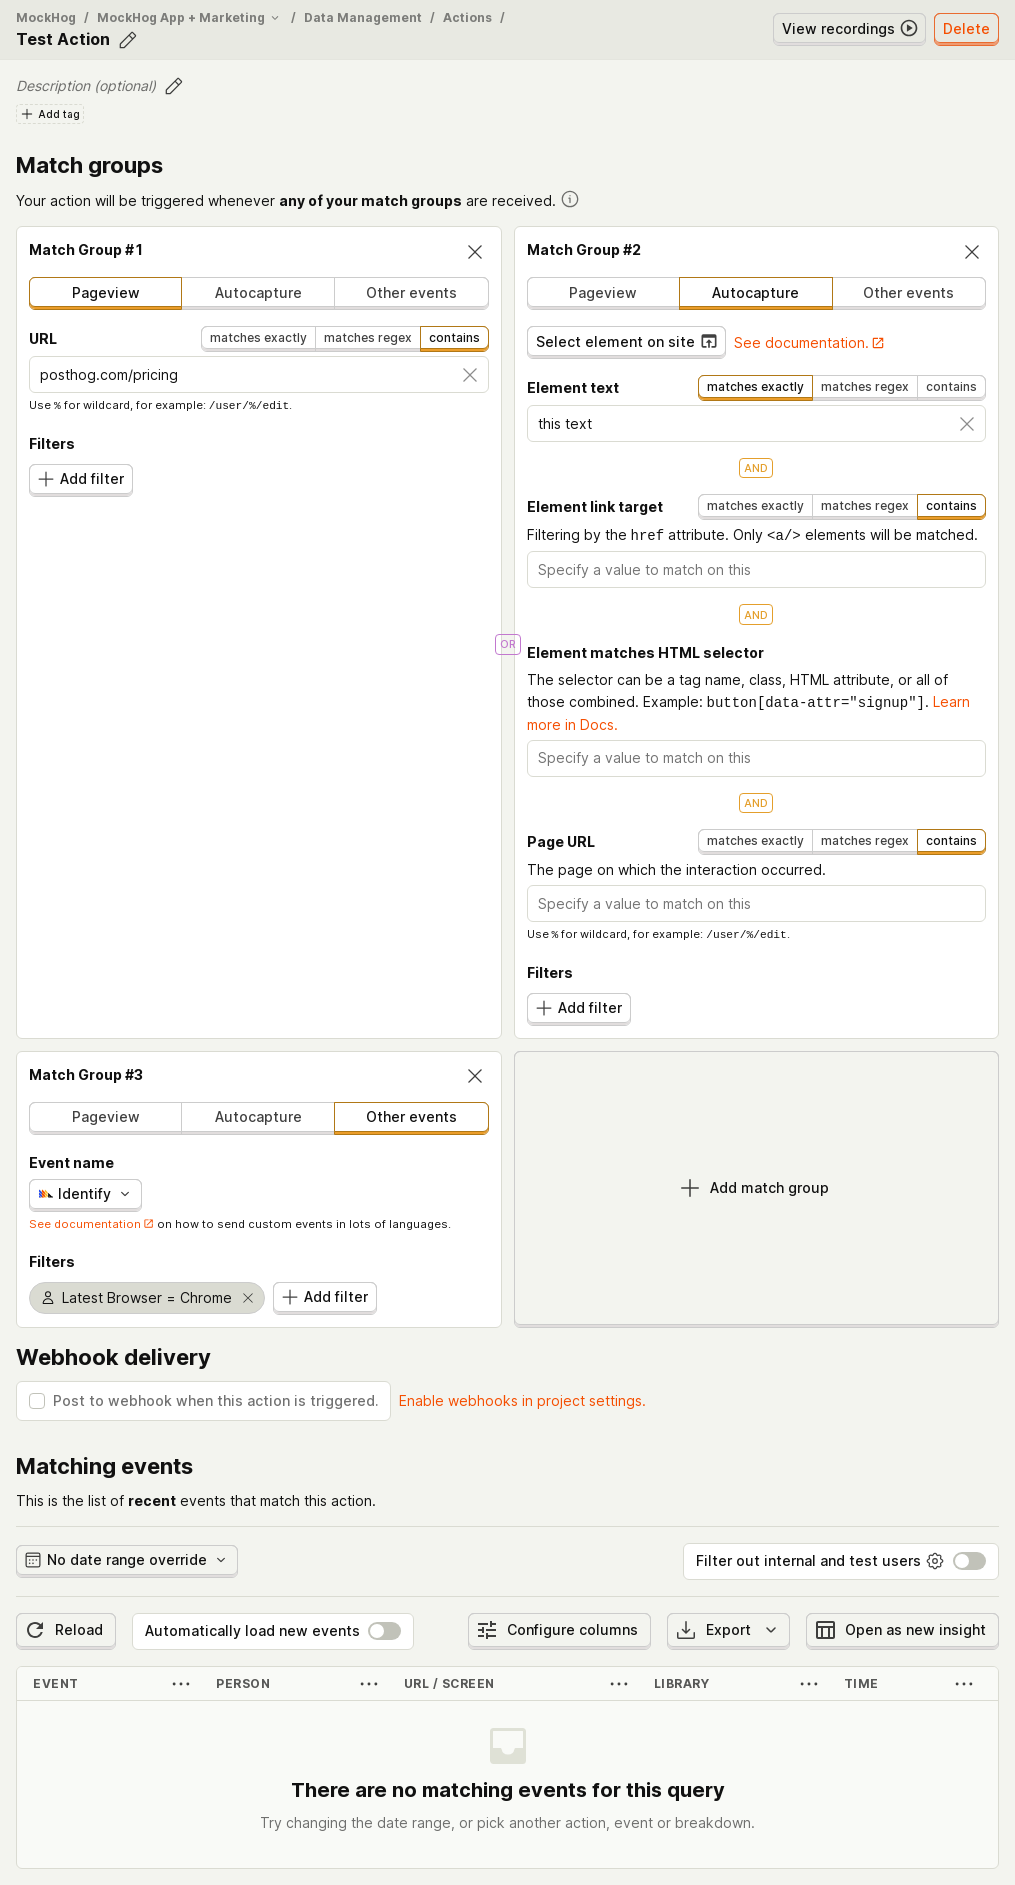 MockHog / MockHog App + Marketing / Data Management / Actions /
Test Action
View recordings
Delete
Description (optional)
Add tag
Match groups
Your action will be triggered whenever any of your match groups are received.
Match Group #1
Pageview
Autocapture
Other events
URL
matches exactly
matches regex
contains
posthog.com/pricing
Use % for wildcard, for example: /user/%/edit.
Filters
Add filter
OR
Match Group #2
Pageview
Autocapture
Other events
Select element on site
See documentation.
Element text
matches exactly
matches regex
contains
this text
AND
Element link target
matches exactly
matches regex
contains
Filtering by the href attribute. Only <a/> elements will be matched.
Specify a value to match on this
AND
Element matches HTML selector
The selector can be a tag name, class, HTML attribute, or all of
those combined. Example: button[data-attr="signup"]. Learn
more in Docs.
Specify a value to match on this
AND
Page URL
matches exactly
matches regex
contains
The page on which the interaction occurred.
Specify a value to match on this
Use % for wildcard, for example: /user/%/edit.
Filters
Add filter
Match Group #3
Pageview
Autocapture
Other events
Event name
Identify
See documentation on how to send custom events in lots of languages.
Filters
Latest Browser = Chrome
Add filter
Add match group
Webhook delivery
Post to webhook when this action is triggered.
Enable webhooks in project settings.
Matching events
This is the list of recent events that match this action.
No date range override
Filter out internal and test users
Reload
Automatically load new events
Configure columns
Export
Open as new insight
EVENT
PERSON
URL / SCREEN
LIBRARY
TIME
There are no matching events for this query
Try changing the date range, or pick another action, event or breakdown.